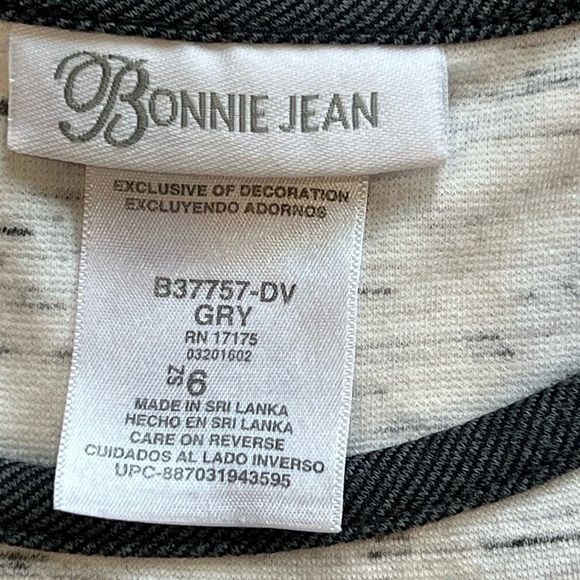 BONNIE JEAN
EXCLUSIVE OF DECORATION
EXCLUYENDO ADORNOS
B37757-DV
GRY
RN 17175
03201602
SZ 6
MADE IN SRI LANKA
HECHO EN SRI LANKA
CARE ON REVERSE
CUIDADOS AL LADO INVERSO
UPC-887031943595